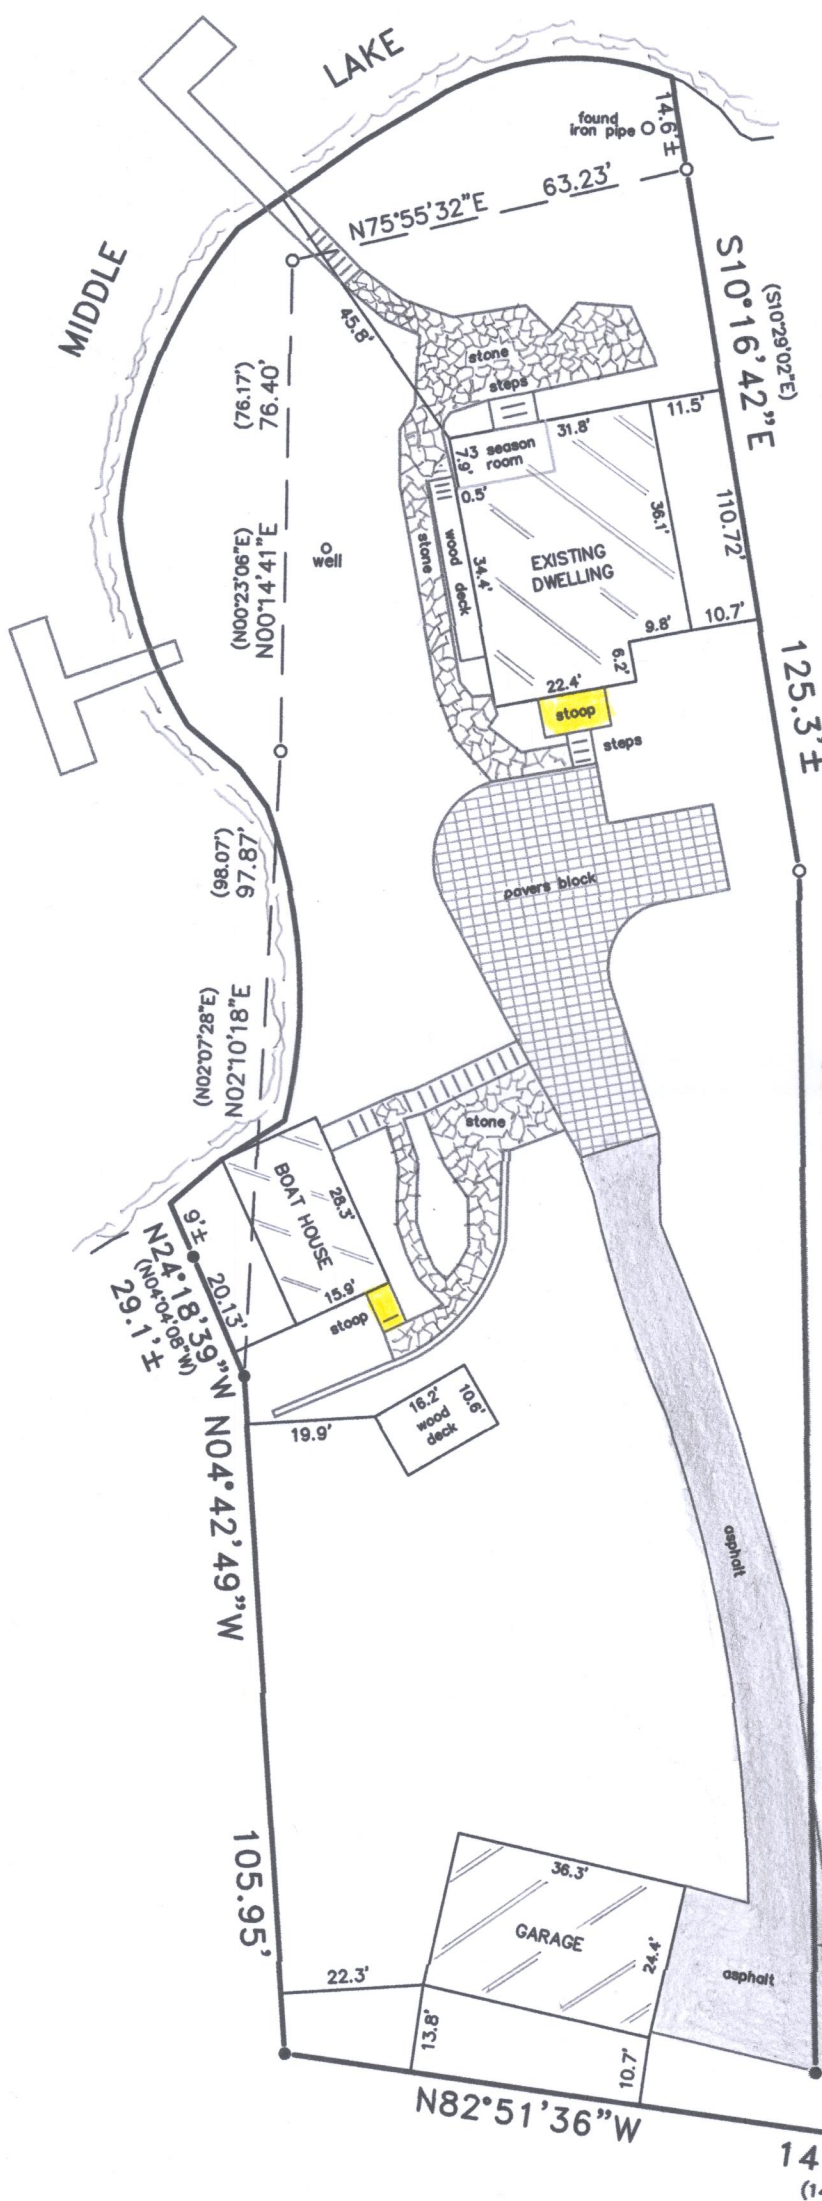 LAKE
MIDDLE
found
iron pipe
14.6'±
N75°55'32"E
63.23'
S10°16'42"E
(S10°29'02"E)
45.8'
stone
steps
(76.17')
76.40'
11.5'
31.8'
3 season
room
7.9'
0.5'
36.1'
110.72'
well
stone
wood deck
34.4'
EXISTING
DWELLING
(N00°23'06"E)
N00°14'41"E
9.8'
10.7'
6.2'
22.4'
stoop
steps
125.3'±
(98.07')
97.87'
pavers block
(N02°07'28"E)
N02°10'18"E
stone
BOAT HOUSE
28.3'
9'±
20.13'
15.9'
stoop
N24°18'39"W
(N04°04'08"W)
29.1'±
16.2'
10.6'
wood
deck
19.9'
N04°42'49"W
asphalt
105.95'
36.3'
GARAGE
24.4'
asphalt
22.3'
13.8'
10.7'
N82°51'36"W
14
(14